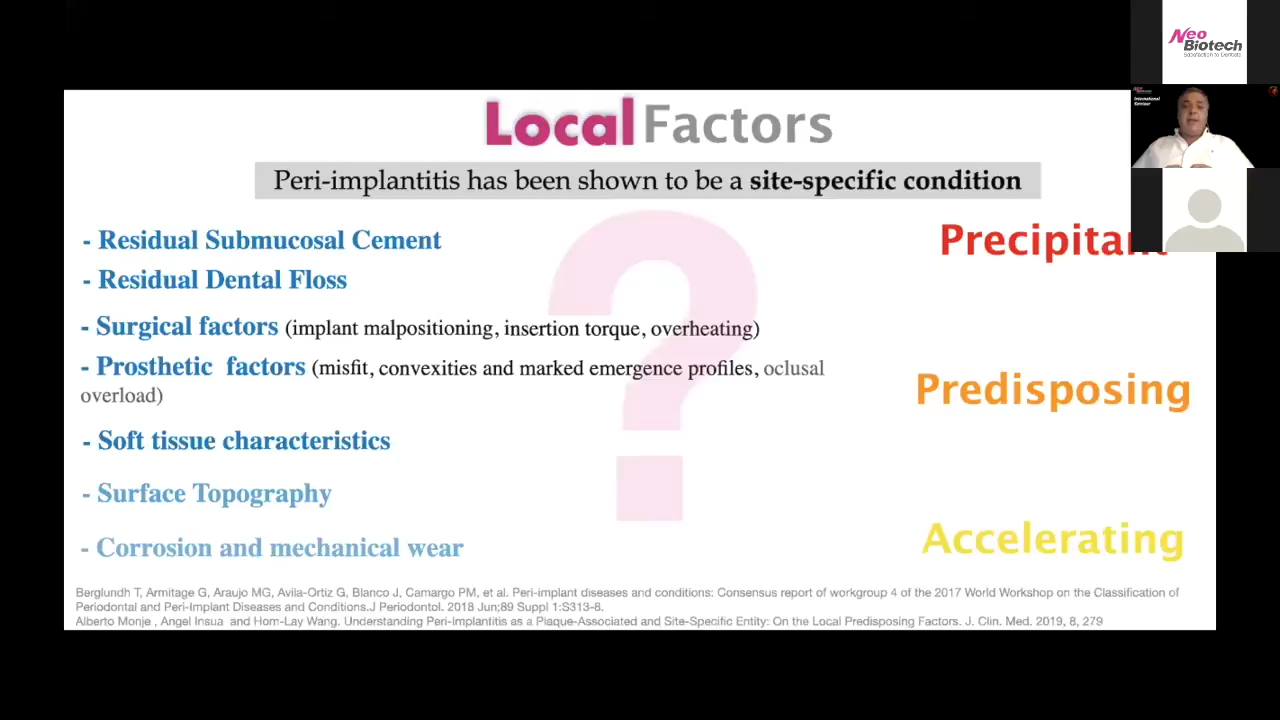 Neo
Biotech
Local Factors
Peri-implantitis has been shown to be a site-specific condition
- Residual Submucosal Cement
- Residual Dental Floss
- Surgical factors (implant malpositioning, insertion torque, overheating)
- Prosthetic factors (misfit, convexities and marked emergence profiles, oclusal
overload)
- Soft tissue characteristics
- Surface Topography
- Corrosion and mechanical wear
Precipitant
Predisposing
Accelerating
Berglundh T, Armitage G, Araujo MG, Avila-Ortiz G, Blanco J, Camargo PM, et al. Peri-implant diseases and conditions: Consensus report of workgroup 4 of the 2017 World Workshop on the Classification of
Periodontal and Peri-Implant Diseases and Conditions.J Periodontol. 2018 Jun;89 Suppl 1:S313-8.
Alberto Monje , Angel Insua and Hom-Lay Wang. Understanding Peri-Implantitis as a Plaque-Associated and Site-Specific Entity: On the Local Predisposing Factors. J. Clin. Med. 2019, 8, 279
International
Seminar